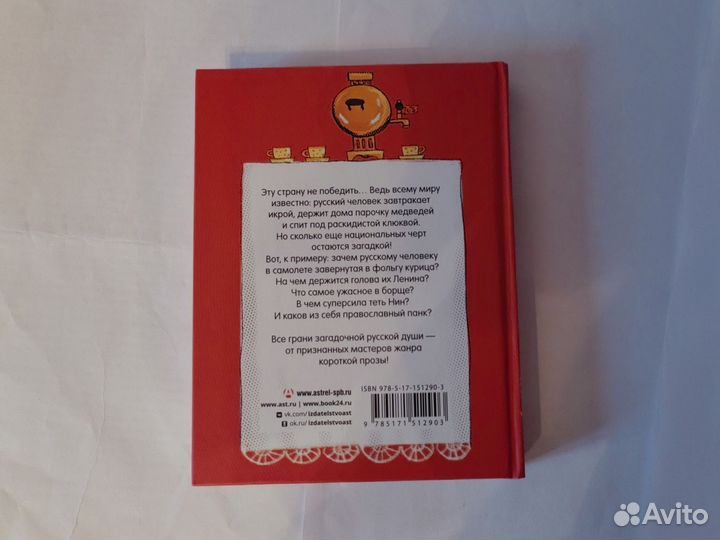 Эту страну не победить... Ведь всему миру
известно: русский человек завтракает
икрой, держит дома парочку медведей
и спит под раскидистой клюквой.
Но сколько еще национальных черт
остаются загадкой!
Вот, к примеру: зачем русскому человеку
в самолете завернутая в фольгу курица?
На чем держится голова их Ленина?
Что самое ужасное в борще?
В чем суперсила теть Нин?
И каков из себя православный панк?
Все грани загадочной русской души —
от признанных мастеров жанра
короткой прозы!
www.astrel-spb.ru
www.ast.ru | www.book24.ru
vk.com/izdatelstvoast
ok.ru/izdatelstvoast
ISBN 978-5-17-151290-3
9 785171 512903
Avito